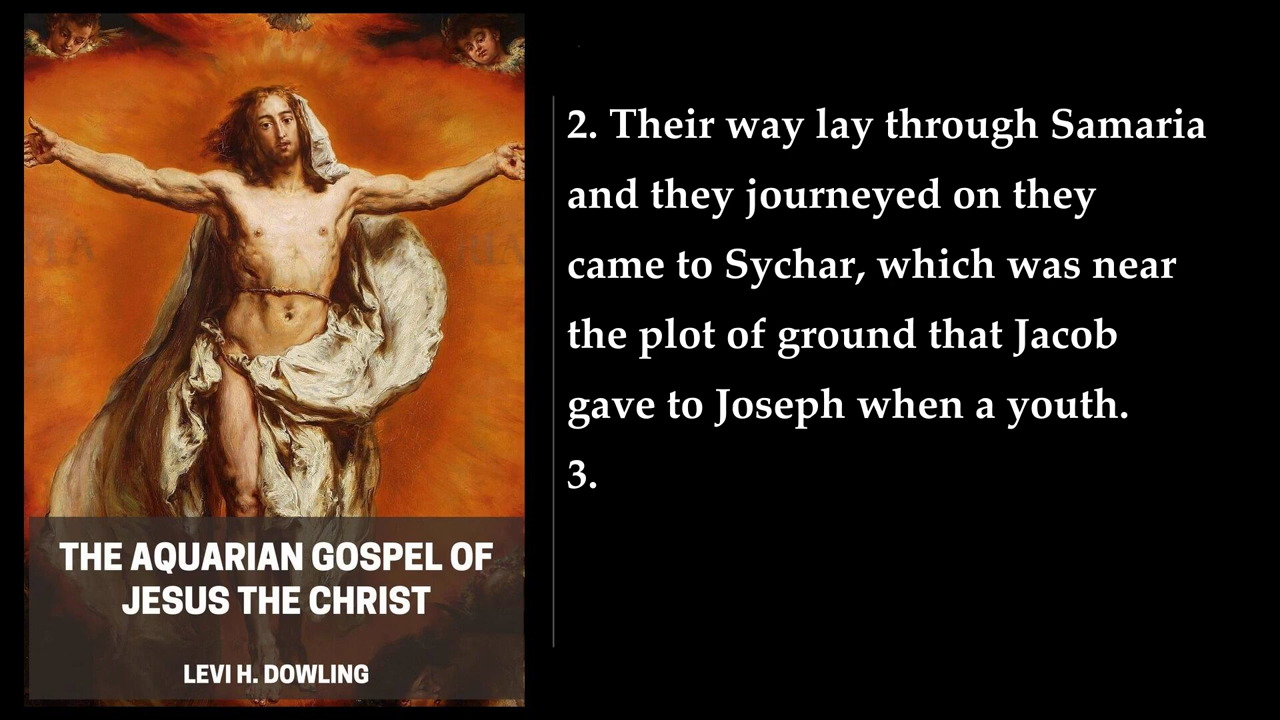 THE AQUARIAN GOSPEL OF
JESUS THE CHRIST
LEVI H. DOWLING
2. Their way lay through Samaria
and they journeyed on they
came to Sychar, which was near
the plot of ground that Jacob
gave to Joseph when a youth.
3.